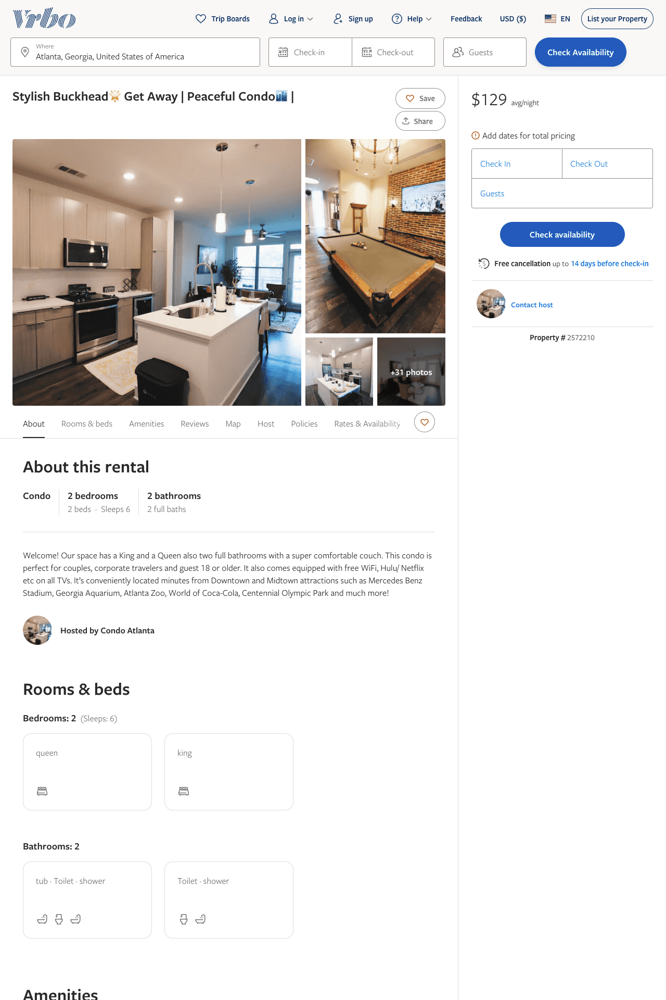 Vrbo
Trip Boards
Log in
Sign up
Help
Feedback
USD ($)
EN
List your Property
Where
Atlanta, Georgia, United States of America
Check-in
Check-out
Guests
Check Availability
Stylish Buckhead🌟 Get Away | Peaceful Condo🏙️ |
Save
Share
$129 avg/night
Add dates for total pricing
Check In
Check Out
Guests
Check availability
Free cancellation up to 14 days before check-in
Contact host
Property # 2572210
+31 photos
About
Rooms & beds
Amenities
Reviews
Map
Host
Policies
Rates & Availability
About this rental
Condo
2 bedrooms
2 beds · Sleeps 6
2 bathrooms
2 full baths
Welcome! Our space has a King and a Queen also two full bathrooms with a super comfortable couch. This condo is
perfect for couples, corporate travelers and guest 18 or older. It also comes equipped with free WiFi, Hulu/ Netflix
etc on all TVs. It’s conveniently located minutes from Downtown and Midtown attractions such as Mercedes Benz
Stadium, Georgia Aquarium, Atlanta Zoo, World of Coca-Cola, Centennial Olympic Park and much more!
Hosted by Condo Atlanta
Rooms & beds
Bedrooms: 2 (Sleeps: 6)
queen
king
Bathrooms: 2
tub · Toilet · shower
Toilet · shower
Amenities